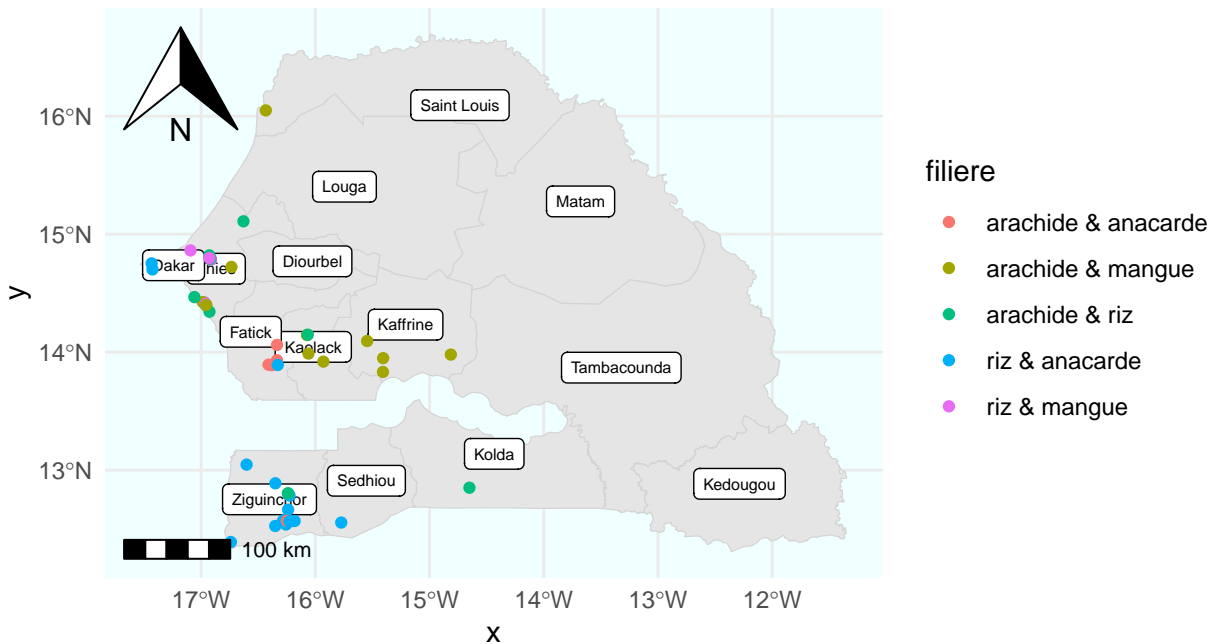 N
16°N
15°N
14°N
13°N
y
Saint Louis
Louga
Matam
Diourbel
Dakar
Fatick
Kaffrine
Kaolack
Tambacounda
Kolda
Sedhiou
Kedougou
Ziguinchor
100 km
17°W
16°W
15°W
14°W
13°W
12°W
x
filiere
arachide & anacarde
arachide & mangue
arachide & riz
riz & anacarde
riz & mangue